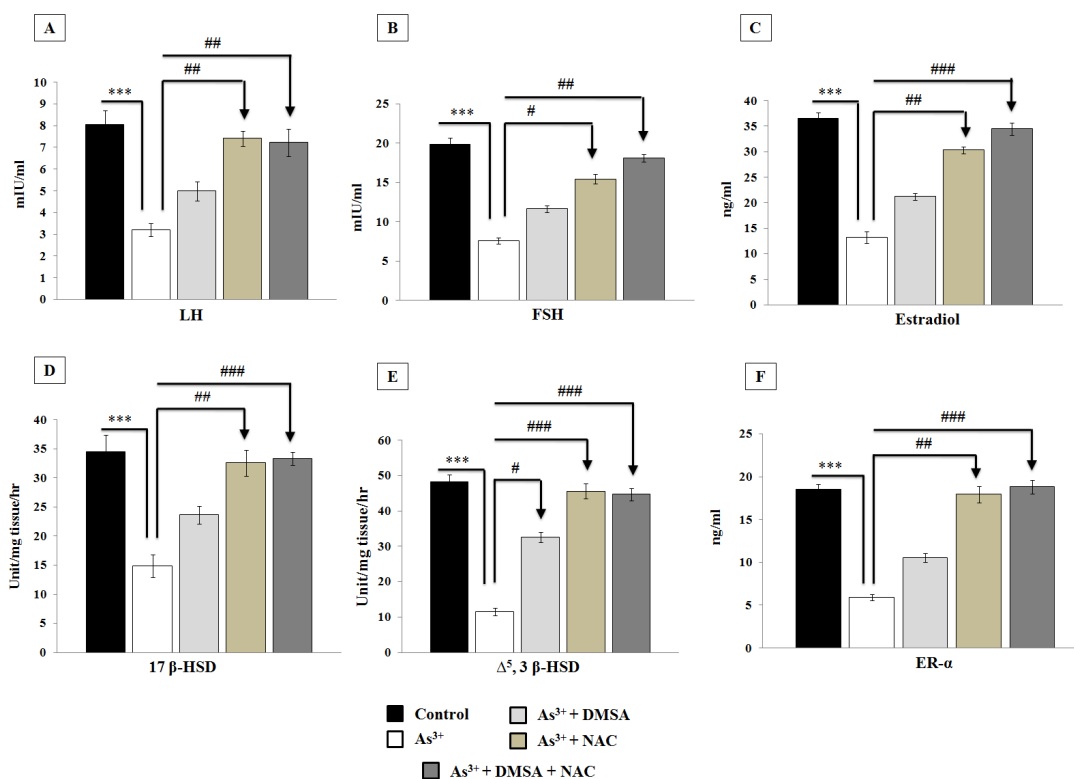 A
***
##
##
10
9
8
7
6
5
4
3
2
1
0
mIU/ml
LH
B
***
#
##
25
20
15
10
5
0
mIU/ml
FSH
C
***
##
###
40
35
30
25
20
15
10
5
0
ng/ml
Estradiol
D
***
##
###
40
35
30
25
20
15
10
5
0
Unit/mg tissue/hr
17 β-HSD
E
***
#
###
###
60
50
40
30
20
10
0
Unit/mg tissue/hr
Δ⁵, 3 β-HSD
F
***
##
###
25
20
15
10
5
0
ng/ml
ER-α
Control
As³⁺
As³⁺ + DMSA
As³⁺ + NAC
As³⁺ + DMSA + NAC